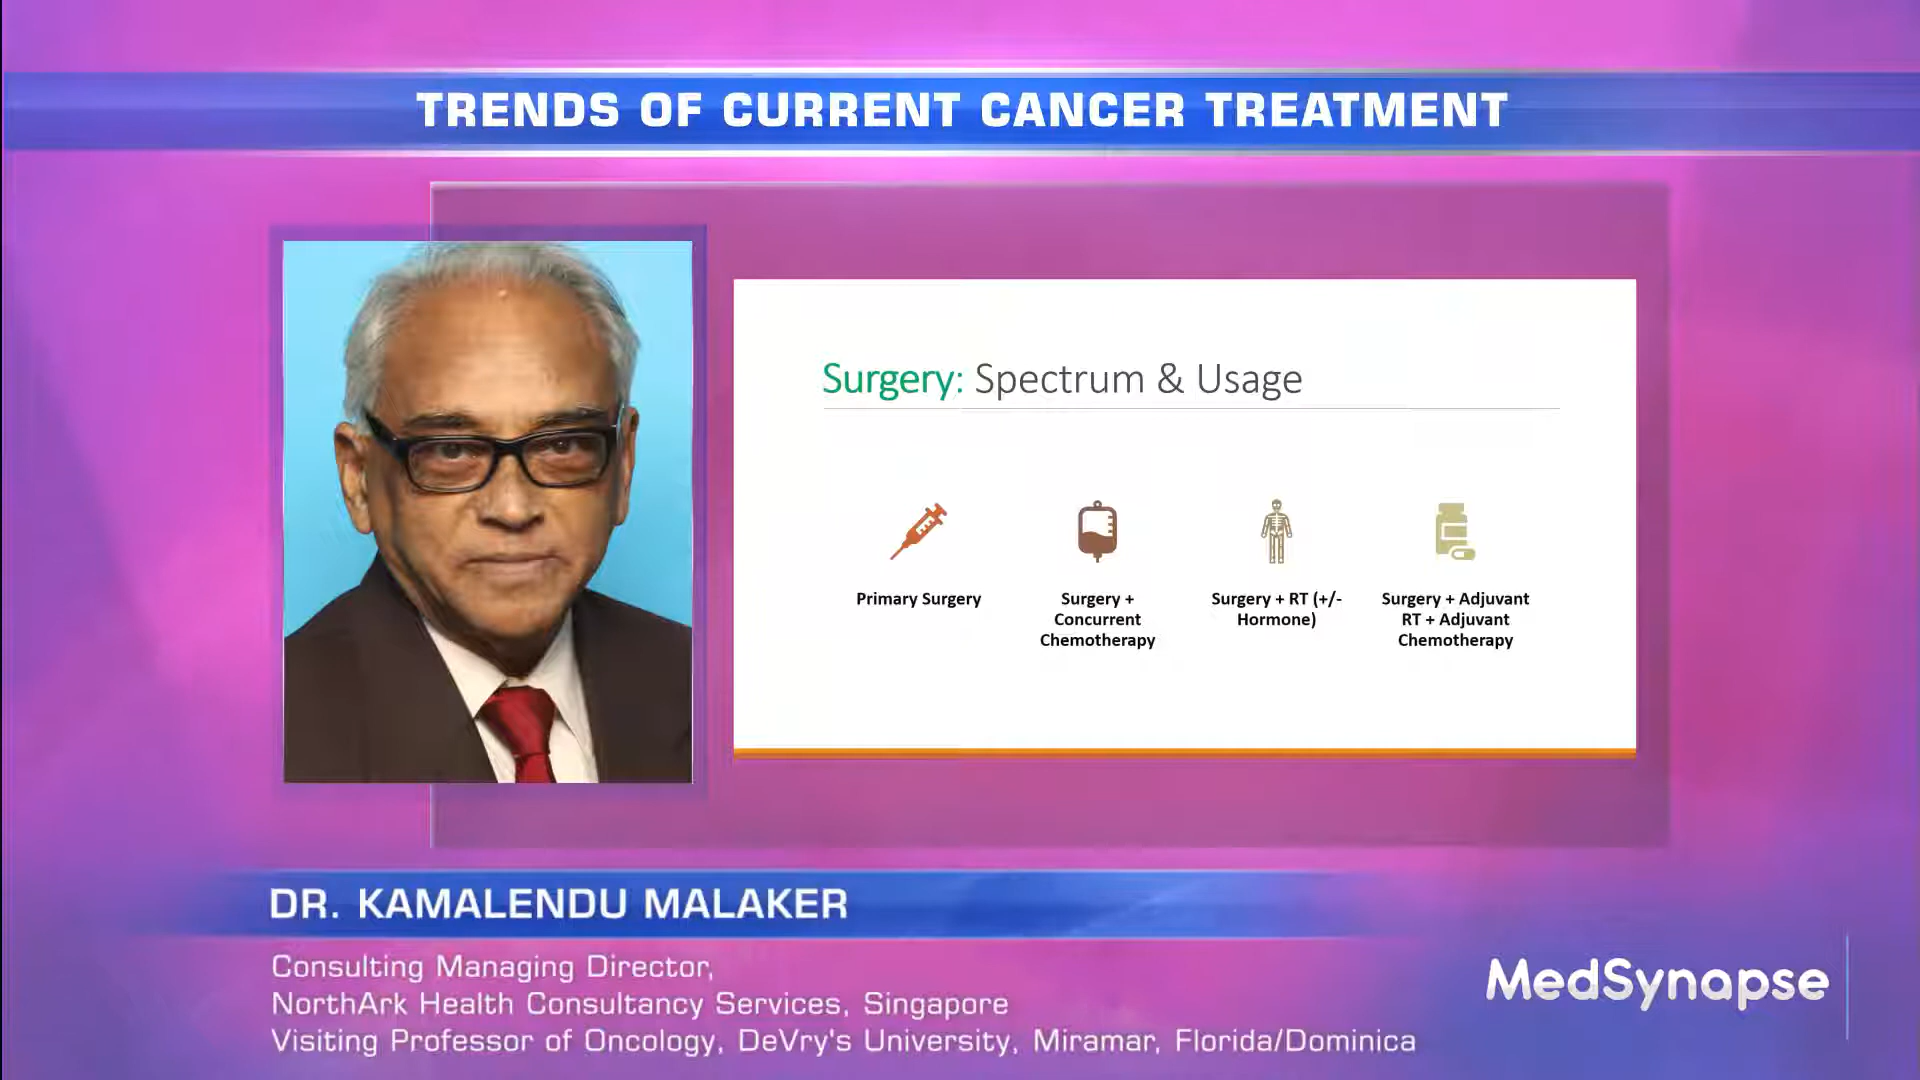 TRENDS OF CURRENT CANCER TREATMENT
Surgery: Spectrum & Usage
Primary Surgery
Surgery +
Concurrent
Chemotherapy
Surgery + RT (+/-
Hormone)
Surgery + Adjuvant
RT + Adjuvant
Chemotherapy
DR. KAMALENDU MALAKER
Consulting Managing Director,
NorthArk Health Consultancy Services, Singapore
Visiting Professor of Oncology, DeVry's University, Miramar, Florida/Dominica
MedSynapse